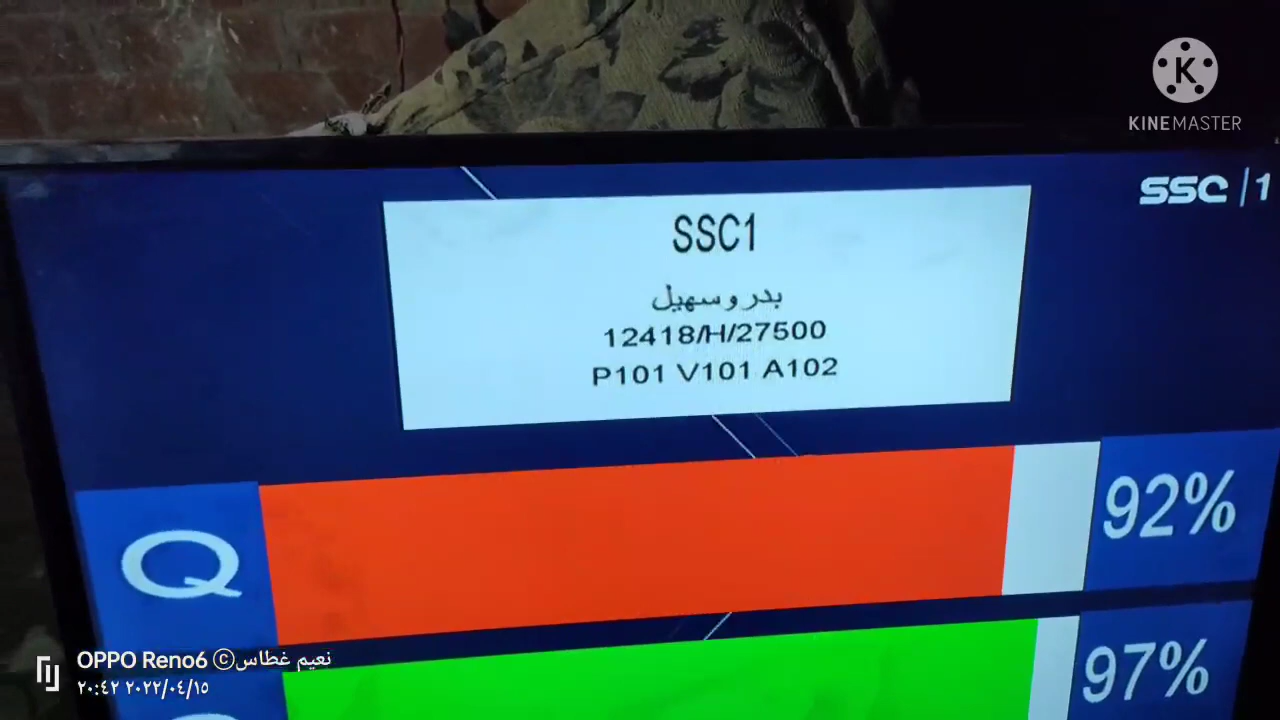 K
KINEMASTER
SSC | 1
SSC1
بدر وسهيل
12418/H/27500
P101 V101 A102
92%
Q
97%
OPPO Reno6 ©نعيم غطاس
٢٠:٤٢ ٢٠٢٢/٠٤/١٥